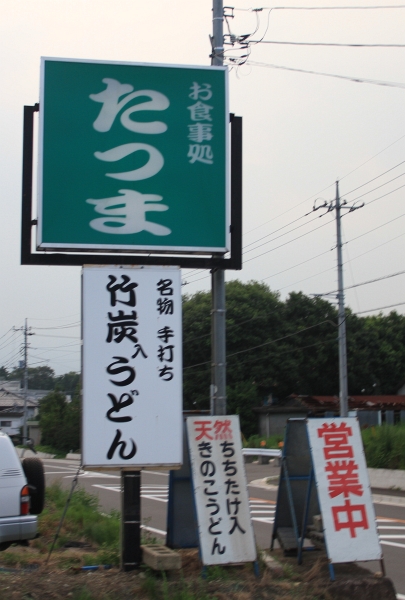 お食事処
たつま
名物 手打ち
竹炭入うどん
天然ちちたけ入
きのこうどん
営業中